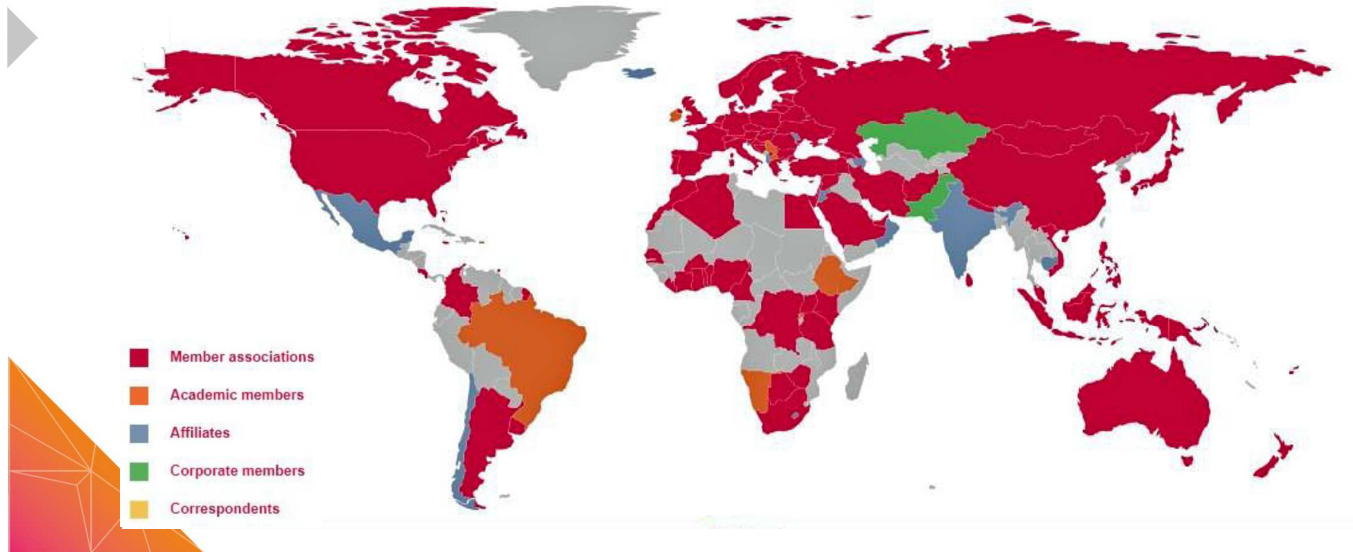 Member associations
Academic members
Affiliates
Corporate members
Correspondents